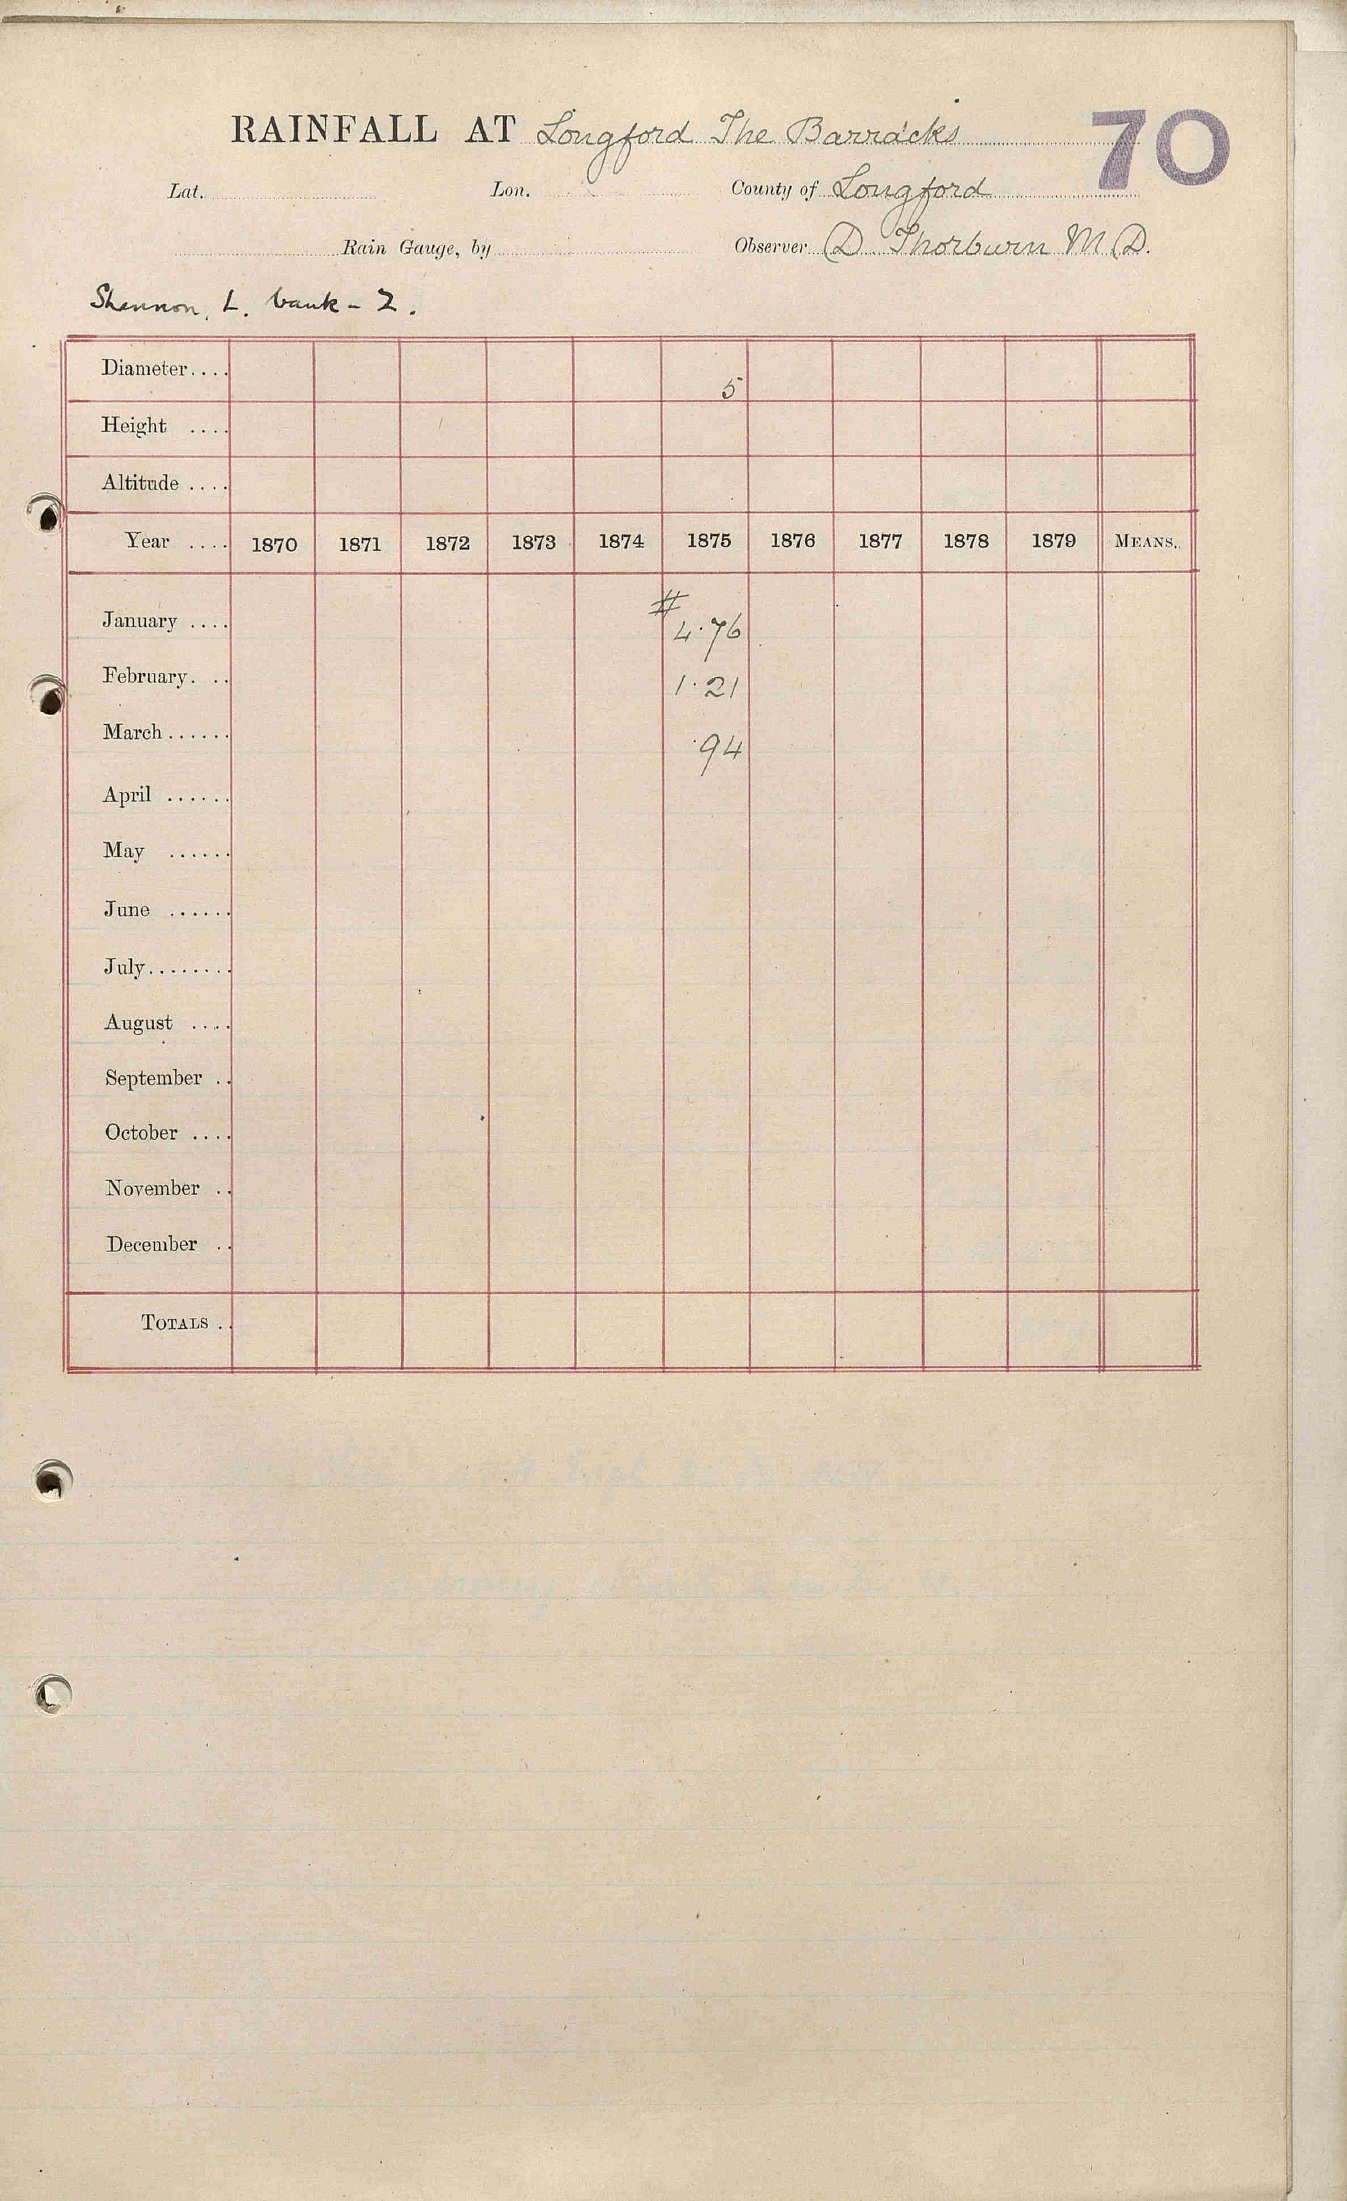 RAINFALL AT Longford The Barracks 70
Lat. Lon. County of Longford
Rain Gauge, by Observer D. Thorburn M.D.
Shannon, L. bank - 2.
Diameter.... 5
Height ....
Altitude ....
Year .... 1870 1871 1872 1873 1874 1875 1876 1877 1878 1879 MEANS.
January .... # 4.76
February. .. 1.21
March...... .94
April ......
May ......
June ......
July........
August ....
September ..
October ....
November ..
December ..
TOTALS ..